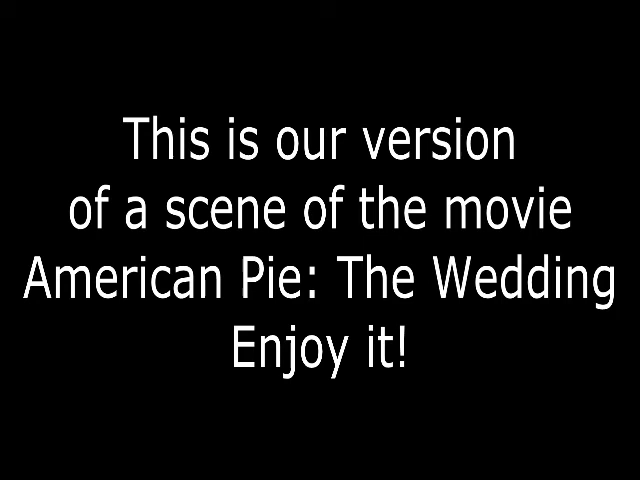 This is our version
of a scene of the movie
American Pie: The Wedding
Enjoy it!